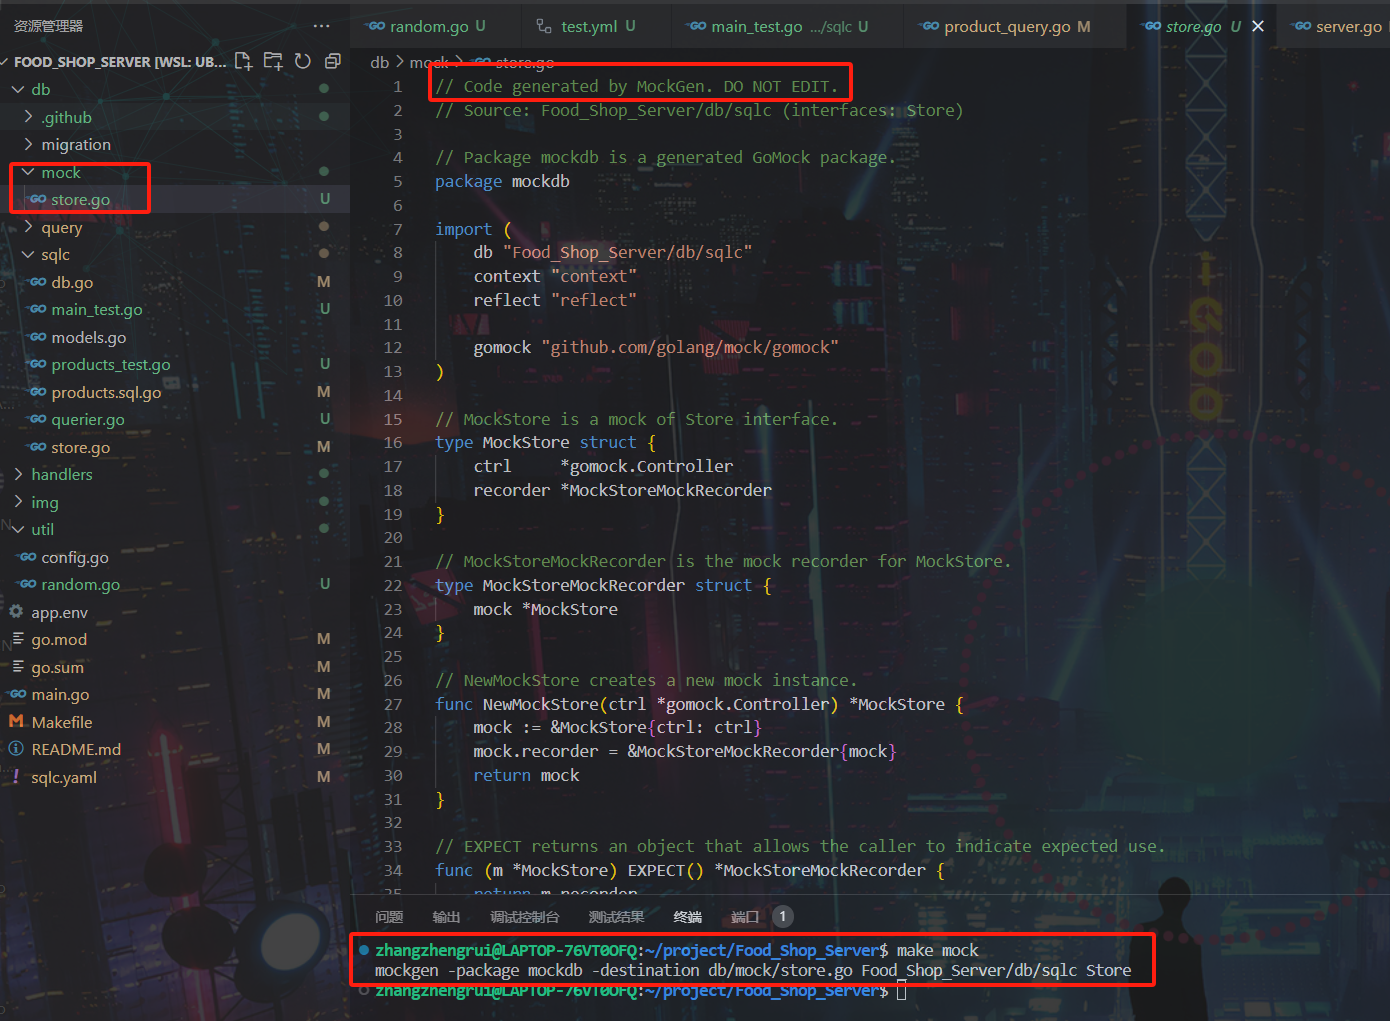 资源管理器
FOOD_SHOP_SERVER [WSL: UB...
db
.github
migration
mock
store.go U
query
sqlc
db.go M
main_test.go U
models.go
products_test.go U
products.sql.go M
querier.go U
store.go M
handlers
img
util
config.go
random.go U
app.env
go.mod M
go.sum M
main.go M
Makefile M
README.md M
sqlc.yaml M
random.go U test.yml U main_test.go .../sqlc U product_query.go M store.go U server.go
db > mock > store.go
1 // Code generated by MockGen. DO NOT EDIT.
2 // Source: Food_Shop_Server/db/sqlc (interfaces: Store)
3
4 // Package mockdb is a generated GoMock package.
5 package mockdb
6
7 import (
8 db "Food_Shop_Server/db/sqlc"
9 context "context"
10 reflect "reflect"
11
12 gomock "github.com/golang/mock/gomock"
13 )
14
15 // MockStore is a mock of Store interface.
16 type MockStore struct {
17 ctrl     *gomock.Controller
18 recorder *MockStoreMockRecorder
19 }
20
21 // MockStoreMockRecorder is the mock recorder for MockStore.
22 type MockStoreMockRecorder struct {
23 mock *MockStore
24 }
25
26 // NewMockStore creates a new mock instance.
27 func NewMockStore(ctrl *gomock.Controller) *MockStore {
28 mock := &MockStore{ctrl: ctrl}
29 mock.recorder = &MockStoreMockRecorder{mock}
30 return mock
31 }
32
33 // EXPECT returns an object that allows the caller to indicate expected use.
34 func (m *MockStore) EXPECT() *MockStoreMockRecorder {
35 return m.recorder
问题 输出 调试控制台 测试结果 终端 端口 1
zhangzhengrui@LAPTOP-76VT0OFQ:~/project/Food_Shop_Server$ make mock
mockgen -package mockdb -destination db/mock/store.go Food_Shop_Server/db/sqlc Store
zhangzhengrui@LAPTOP-76VT0OFQ:~/project/Food_Shop_Server$